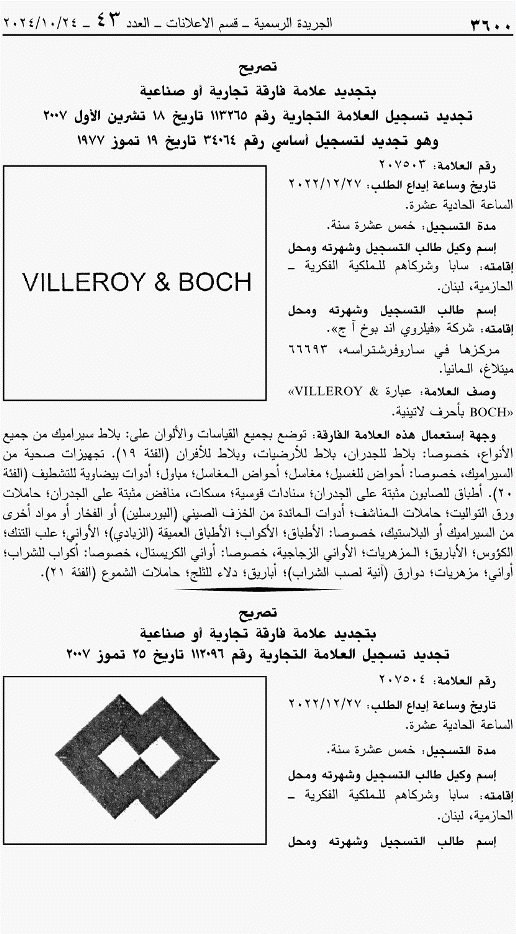 ٣٦٠٠ الجريدة الرسمية ــ قسم الاعلانات ــ العدد ٤٣ ــ ٢٠٢٤/١٠/٢٤
تصريح
بتجديد علامة فارقة تجارية أو صناعية
تجديد تسجيل العلامة التجارية رقم ١١٣٢٦٥ تاريخ ١٨ تشرين الأول ٢٠٠٧
وهو تجديد لتسجيل أساسي رقم ٣٤٠٦٤ تاريخ ١٩ تموز ١٩٧٧
رقم العلامة: ٢٠٧٥٠٣
تاريخ وساعة إيداع الطلب: ٢٠٢٢/١٢/٢٧
الساعة الحادية عشرة.
مدة التسجيل: خمس عشرة سنة.
إسم وكيل طالب التسجيل وشهرته ومحل
إقامته: سابا وشركاهم للملكية الفكرية ــ
الحازمية، لبنان.
إسم طالب التسجيل وشهرته ومحل
إقامته: شركة «فيلروي اند بوخ آ ج».
مركزها في ساروفرشتراسه، ٦٦٦٩٣
ميتلاغ، المانيا.
وصف العلامة: عبارة «VILLEROY &
BOCH» بأحرف لاتينية.
VILLEROY & BOCH
وجهة إستعمال هذه العلامة الفارقة: توضع بجميع القياسات والألوان على: بلاط سيراميك من جميع
الأنواع، خصوصا: بلاط للجدران، بلاط للأرضيات، وبلاط للأفران (الفئة ١٩). تجهيزات صحية من
السيراميك، خصوصا: أحواض للغسيل؛ مغاسل؛ أحواض المغاسل؛ مباول؛ أدوات بيضاوية للتشطيف (الفئة
٢٠). أطباق للصابون مثبتة على الجدران؛ سنادات قوسية؛ مسكات، منافض مثبتة على الجدران؛ حاملات
ورق التواليت؛ حاملات المناشف؛ أدوات المائدة من الخزف الصيني (البورسلين) أو الفخار أو مواد أخرى
من السيراميك أو البلاستيك، خصوصا: الأطباق؛ الأكواب؛ الأطباق العميقة (الزبادي)؛ الأواني؛ علب التنك؛
الكؤوس؛ الأباريق؛ المزهريات؛ الأواني الزجاجية، خصوصا: أواني الكريستال، خصوصا: أكواب للشراب؛
أواني؛ مزهريات؛ دوارق (أنية لصب الشراب)؛ أباريق؛ دلاء للثلج؛ حاملات الشموع (الفئة ٢١).
تصريح
بتجديد علامة فارقة تجارية أو صناعية
تجديد تسجيل العلامة التجارية رقم ١١٢٠٩٦ تاريخ ٢٥ تموز ٢٠٠٧
رقم العلامة: ٢٠٧٥٠٤
تاريخ وساعة إيداع الطلب: ٢٠٢٢/١٢/٢٧
الساعة الحادية عشرة.
مدة التسجيل: خمس عشرة سنة.
إسم وكيل طالب التسجيل وشهرته ومحل
إقامته: سابا وشركاهم للملكية الفكرية ــ
الحازمية، لبنان.
إسم طالب التسجيل وشهرته ومحل